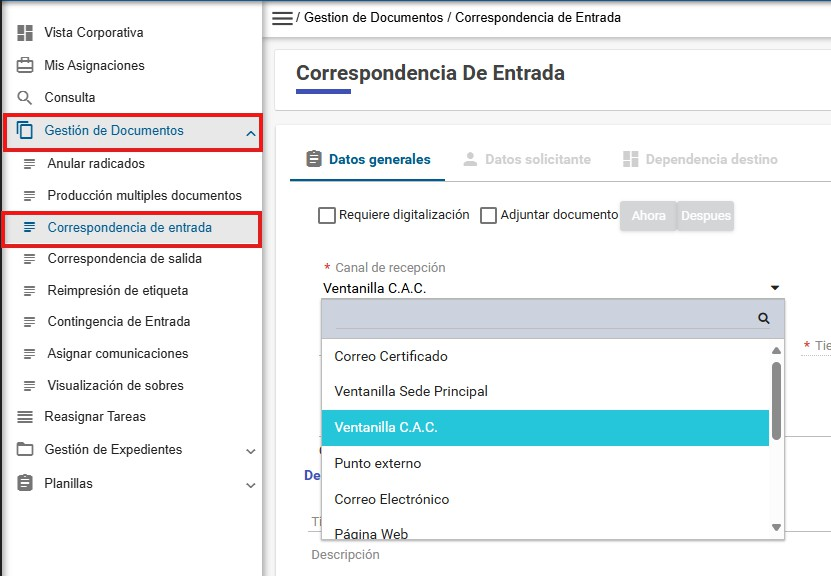 Vista Corporativa
Mis Asignaciones
Consulta
Gestión de Documentos
Anular radicados
Producción multiples documentos
Correspondencia de entrada
Correspondencia de salida
Reimpresión de etiqueta
Contingencia de Entrada
Asignar comunicaciones
Visualización de sobres
Reasignar Tareas
Gestión de Expedientes
Planillas
/ Gestion de Documentos / Correspondencia de Entrada
Correspondencia De Entrada
Datos generales Datos solicitante Dependencia destino
Requiere digitalización Adjuntar documento Ahora Despues
* Canal de recepción
Ventanilla C.A.C.
Correo Certificado
* Tie
Ventanilla Sede Principal
Ventanilla C.A.C.
Punto externo
De
Correo Electrónico
Página Web
Descripción